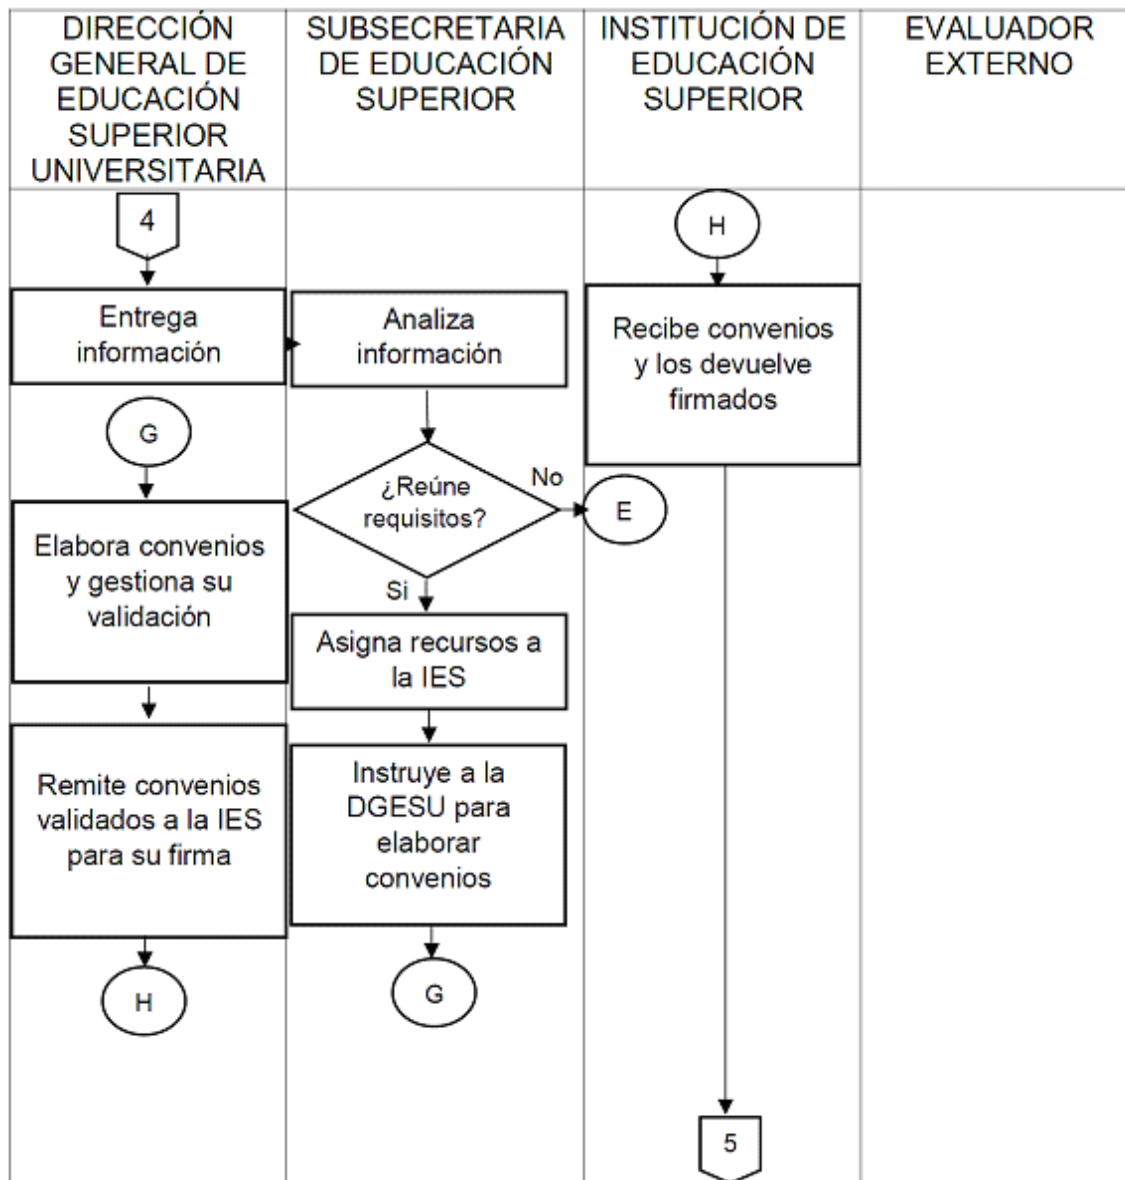 DIRECCIÓN
GENERAL DE
EDUCACIÓN
SUPERIOR
UNIVERSITARIA
SUBSECRETARIA
DE EDUCACIÓN
SUPERIOR
INSTITUCIÓN DE
EDUCACIÓN
SUPERIOR
EVALUADOR
EXTERNO
4
Entrega
información
G
Elabora convenios
y gestiona su
validación
Remite convenios
validados a la IES
para su firma
H
Analiza
información
¿Reúne
requisitos?
No
E
Si
Asigna recursos a
la IES
Instruye a la
DGESU para
elaborar
convenios
G
H
Recibe convenios
y los devuelve
firmados
5